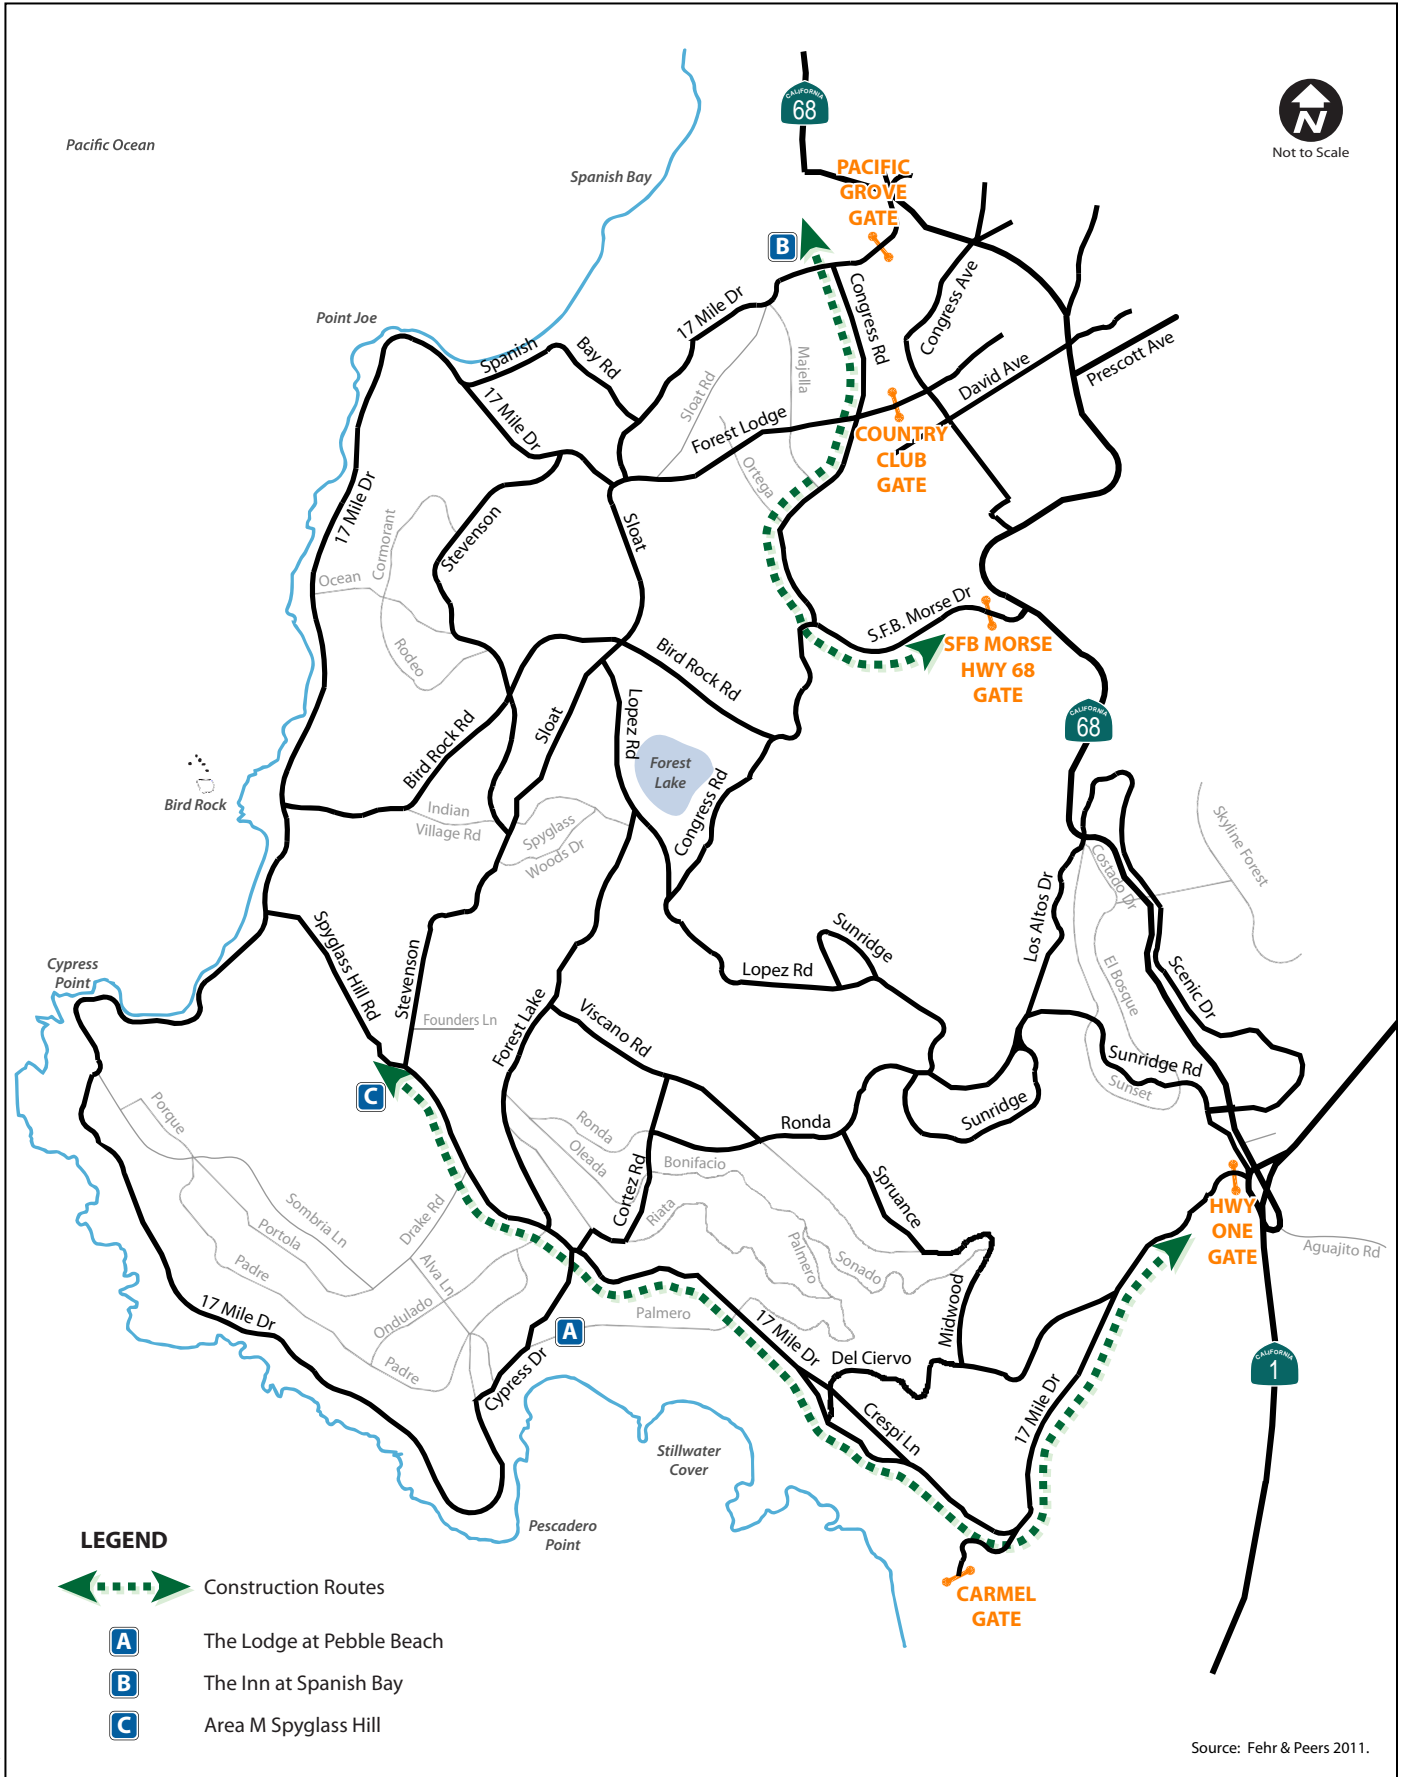 CALIFORNIA
68
N
Not to Scale
Pacific Ocean
Spanish Bay
PACIFIC
GROVE
GATE
B
Point Joe
17 Mile Dr
Congress Rd
Congress Ave
Spanish
Bay Rd
17 Mile Dr
Sloat Rd
Majella
David Ave
Prescott Ave
Forest Lodge
COUNTRY
CLUB
GATE
Ortega
17 Mile Dr
Cormorant
Stevenson
Sloat
Ocean
Rodeo
S.F.B. Morse Dr
SFB MORSE
HWY 68
GATE
Bird Rock Rd
Lopez Rd
Sloat
Bird Rock Rd
CALIFORNIA
68
Forest
Lake
Bird Rock
Indian
Village Rd
Spyglass
Woods Dr
Congress Rd
Skyline Forest
Costado Dr
Los Altos Dr
Spyglass Hill Rd
Stevenson
Sunridge
Lopez Rd
Cypress
Point
El Bosque
Scenic Dr
Founders Ln
Forest Lake
Viscano Rd
Sunridge Rd
Sunset
C
Porque
Ronda
Oleada
Ronda
Sunridge
Bonifacio
Cortez Rd
Riata
Spruance
Sombria Ln
Portola
Drake Rd
Padre
Alva Ln
Palmero
Sonado
HWY
ONE
GATE
Aguajito Rd
17 Mile Dr
Ondulado
Padre
A
Palmero
17 Mile Dr
Midwood
Del Ciervo
Cypress Dr
CALIFORNIA
1
Crespi Ln
17 Mile Dr
Stillwater
Cover
Pescadero
Point
CARMEL
GATE
LEGEND
Construction Routes
A The Lodge at Pebble Beach
B The Inn at Spanish Bay
C Area M Spyglass Hill
Source: Fehr & Peers 2011.